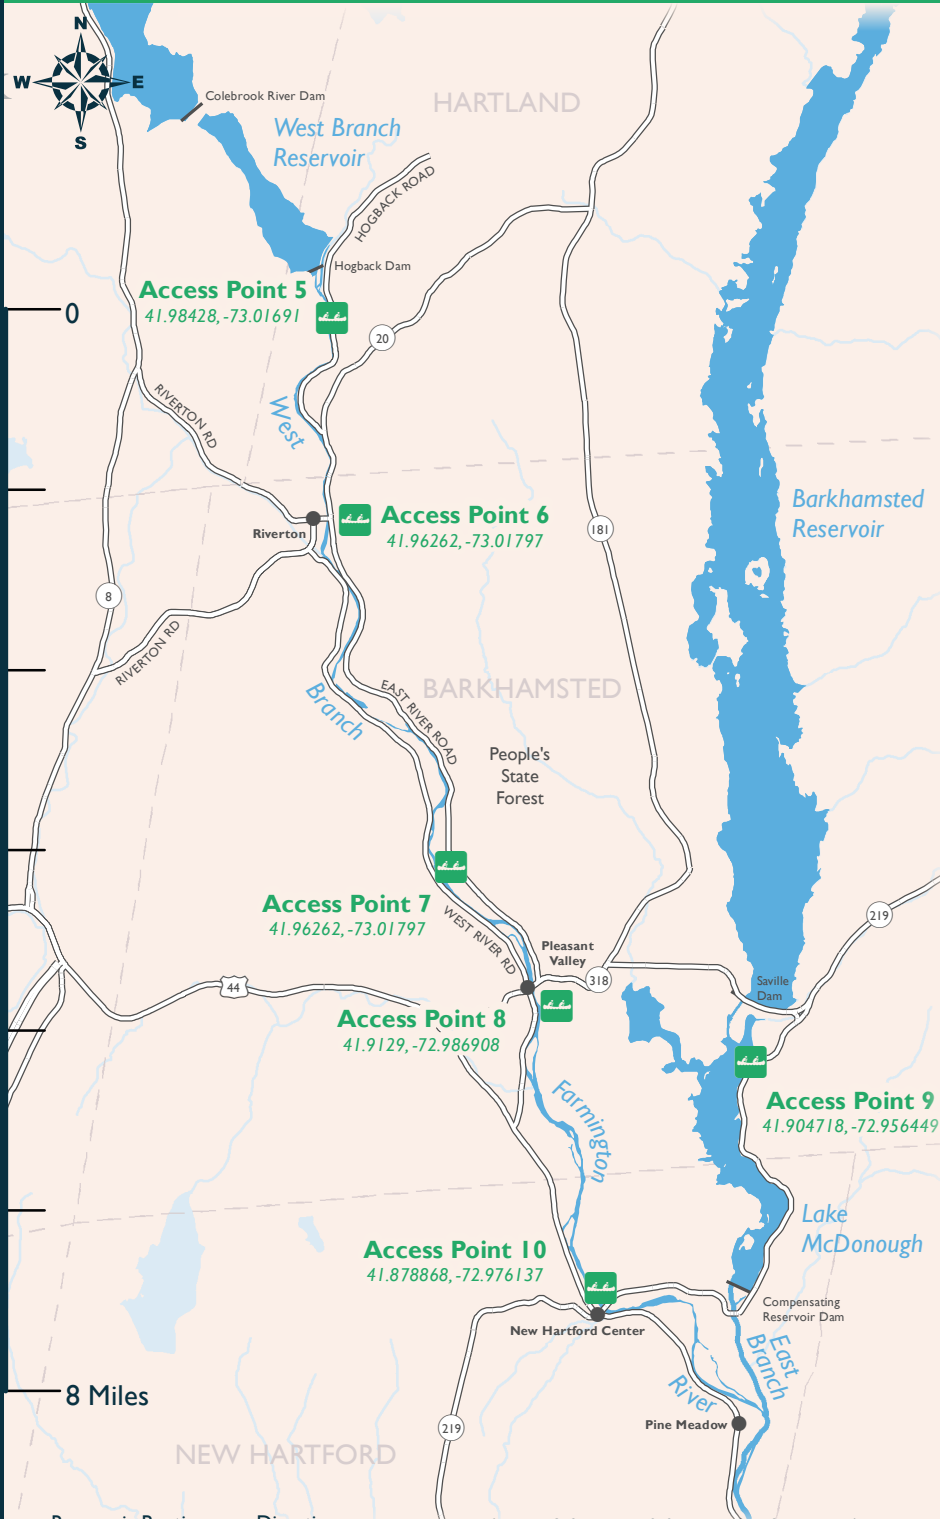 N
W
E
S
Colebrook River Dam
HARTLAND
West Branch
Reservoir
HOGBACK ROAD
Hogback Dam
Access Point 5
41.98428, -73.01691
0
20
RIVERTON RD
West
Barkhamsted
Reservoir
Access Point 6
41.96262, -73.01797
Riverton
181
8
RIVERTON RD
Branch
EAST RIVER ROAD
BARKHAMSTED
People's
State
Forest
Access Point 7
41.96262, -73.01797
WEST RIVER RD
219
Pleasant
Valley
318
Saville
Dam
44
Access Point 8
41.9129, -72.986908
Farmington
Access Point 9
41.904718, -72.956449
Lake
McDonough
Access Point 10
41.878868, -72.976137
Compensating
Reservoir Dam
New Hartford Center
East
Branch
River
8 Miles
219
Pine Meadow
NEW HARTFORD